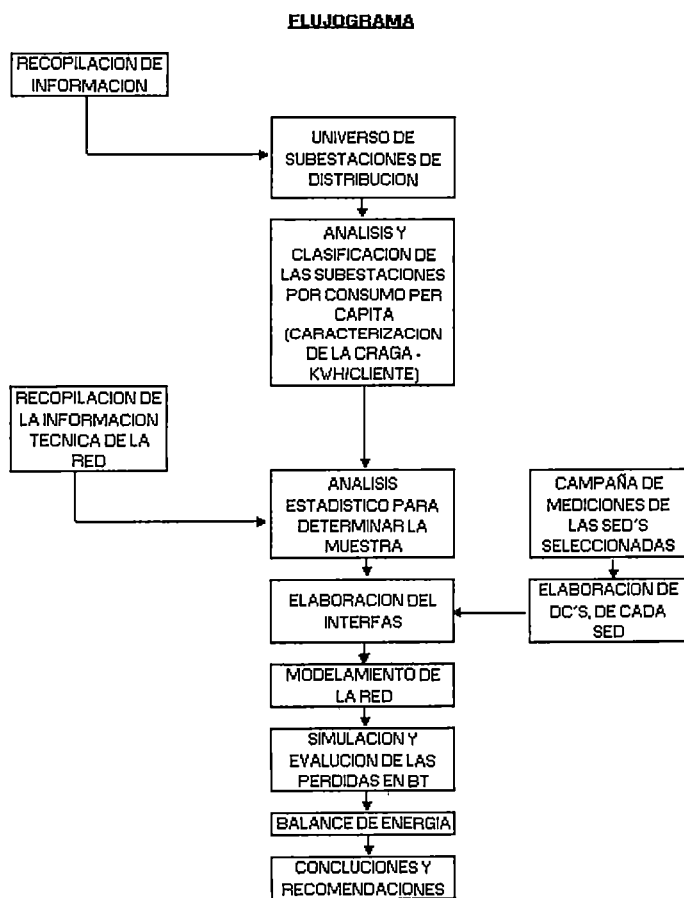 FLUJOGRAMA
RECOPILACION DE
INFORMACION
UNIVERSO DE
SUBESTACIONES DE
DISTRIBUCION
ANALISIS Y
CLASIFICACION DE
LAS SUBESTACIONES
POR CONSUMO PER
CAPITA
(CARACTERIZACION
DE LA CRAGA -
KWH/CLIENTE)
RECOPILACION DE
LA INFORMACION
TECNICA DE LA
RED
ANALISIS
ESTADISTICO PARA
DETERMINAR LA
MUESTRA
CAMPAÑA DE
MEDICIONES DE
LAS SED'S
SELECCIONADAS
ELABORACION DEL
INTERFAS
ELABORACION DE
DC'S, DE CADA
SED
MODELAMIENTO DE
LA RED
SIMULACION Y
EVALUCION DE LAS
PERDIDAS EN BT
BALANCE DE ENERGIA
CONCLUCIONES Y
RECOMENDACIONES